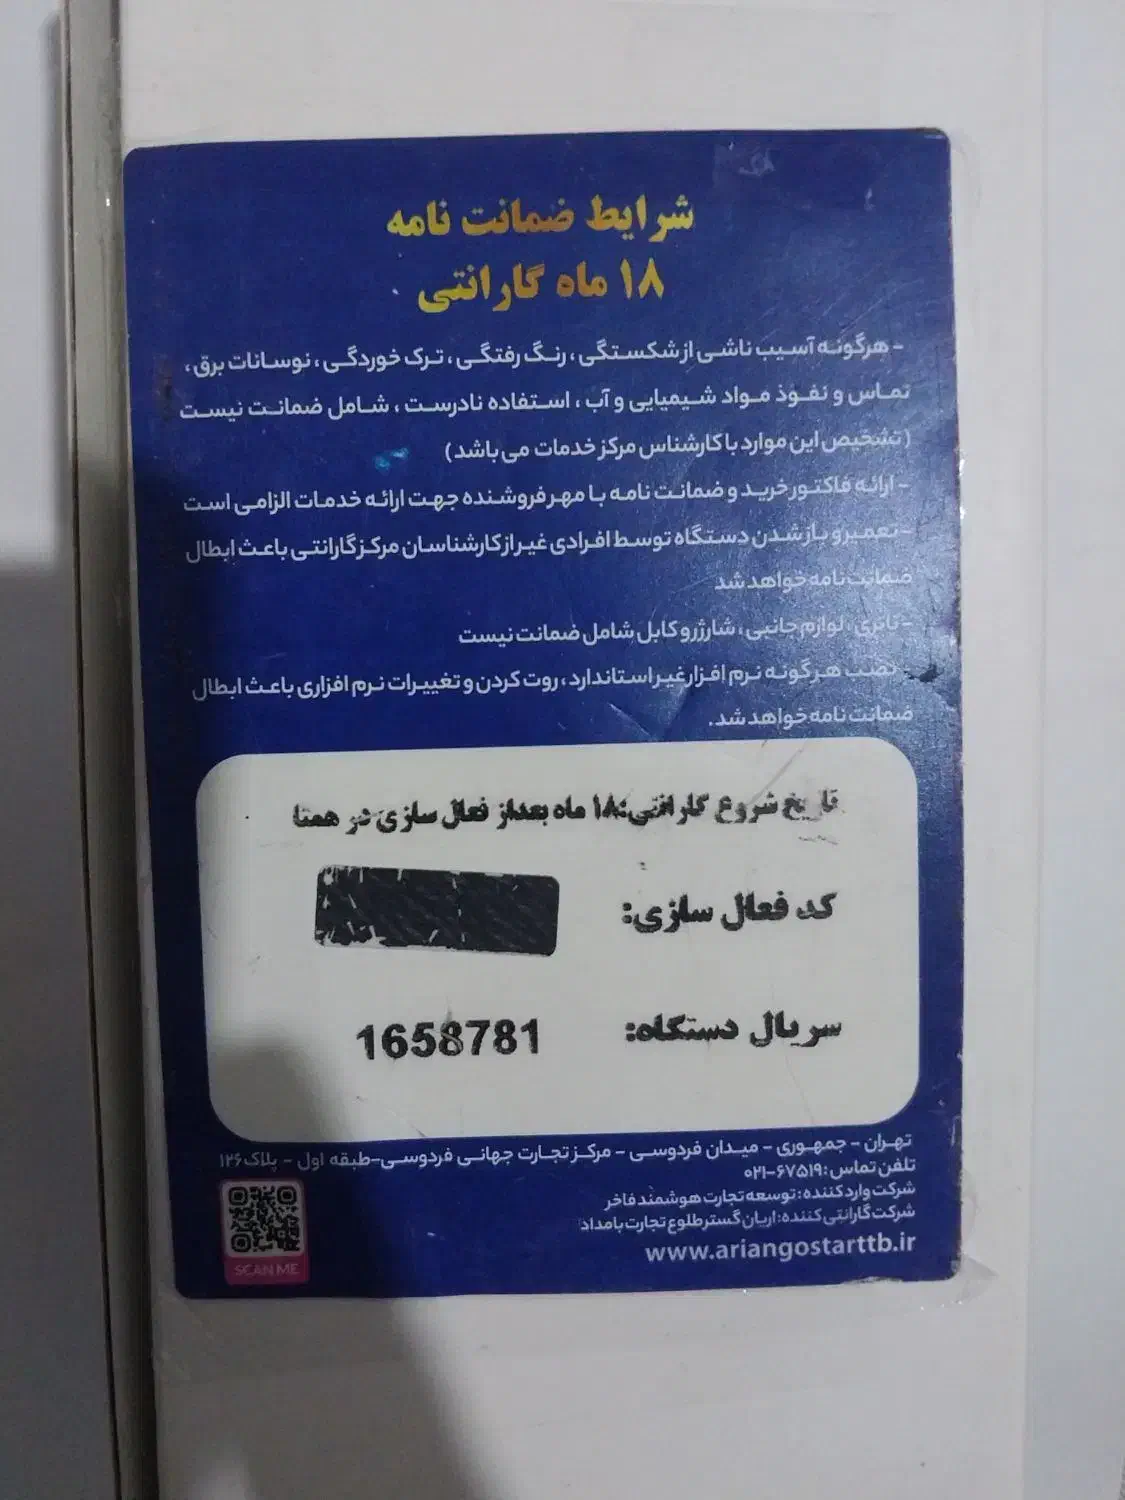 شرایط ضمانت نامه
۱۸ ماه گارانتی
- هرگونه آسیب ناشی از شکستگی ، رنگ رفتگی ، ترک خوردگی ، نوسانات برق ،
تماس و نفوذ مواد شیمیایی و آب ، استفاده نادرست ، شامل ضمانت نیست
(تشخیص این موارد با کارشناس مرکز خدمات می باشد)
- ارائه فاکتور خرید و ضمانت نامه با مهر فروشنده جهت ارائه خدمات الزامی است
- تعمیر و باز شدن دستگاه توسط افرادی غیر از کارشناسان مرکز گارانتی باعث ابطال
ضمانت نامه خواهد شد
- باتری ، لوازم جانبی ، شارژر و کابل شامل ضمانت نیست
- نصب هرگونه نرم افزار غیر استاندارد ، روت کردن و تغییرات نرم افزاری باعث ابطال
ضمانت نامه خواهد شد.
تاریخ شروع گارانتی:۱۸ ماه بعداز فعال سازی در همتا
کد فعال سازی:
سریال دستگاه: 1658781
تهران - جمهوری - میدان فردوسی - مرکز تجارت جهانی فردوسی-طبقه اول - پلاک ۱۲۶
تلفن تماس: ۶۷۵۱۹-۰۲۱
شرکت وارد کننده: توسعه تجارت هوشمند فاخر
شرکت گارانتی کننده: اریان گستر طلوع تجارت بامداد
www.ariangostarttb.ir
SCAN ME